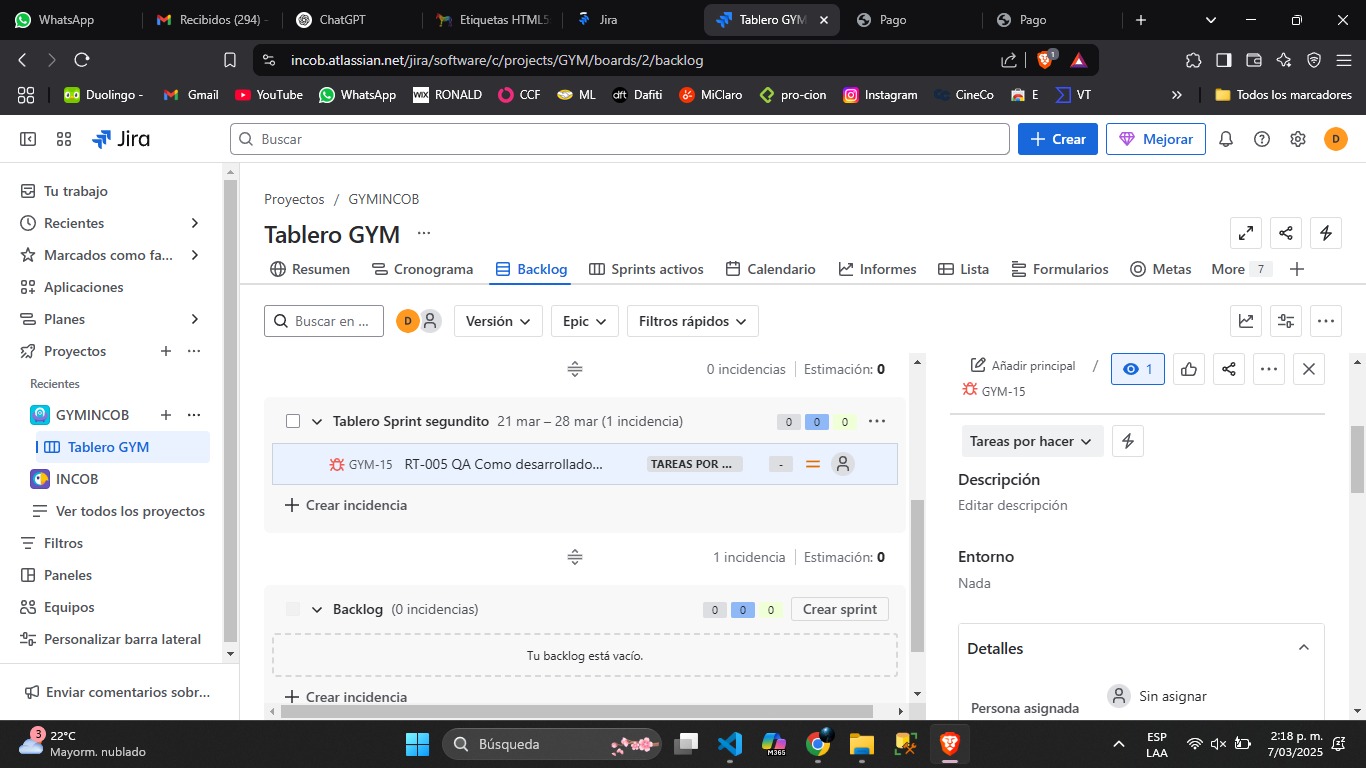 WhatsApp
Recibidos (294) -
ChatGPT
Etiquetas HTML5
Jira
Tablero GYM
Pago
Pago
incob.atlassian.net/jira/software/c/projects/GYM/boards/2/backlog
1
Duolingo -
Gmail
YouTube
WhatsApp
WIX
RONALD
CCF
ML
dft
Dafiti
MiClaro
pro-cion
Instagram
CineCo
E
VT
»
Todos los marcadores
Jira
Buscar
Crear
Mejorar
D
Tu trabajo
Recientes
Marcados como fa...
Aplicaciones
Planes
Proyectos
Recientes
GYMINCOB
Tablero GYM
INCOB
Ver todos los proyectos
Filtros
Paneles
Equipos
Personalizar barra lateral
Enviar comentarios sobr...
Proyectos / GYMINCOB
Tablero GYM ...
Resumen
Cronograma
Backlog
Sprints activos
Calendario
Informes
Lista
Formularios
Metas
More 7
Buscar en ...
D
Versión
Epic
Filtros rápidos
0 incidencias
Estimación: 0
Tablero Sprint segundito 21 mar – 28 mar (1 incidencia)
0 0 0
GYM-15 RT-005 QA Como desarrollado...
TAREAS POR ...
-
Crear incidencia
1 incidencia
Estimación: 0
Backlog (0 incidencias)
0 0 0
Crear sprint
Tu backlog está vacío.
Crear incidencia
Añadir principal /
GYM-15
1
Tareas por hacer
Descripción
Editar descripción
Entorno
Nada
Detalles
Persona asignada
Sin asignar
3
22°C
Mayorm. nublado
Búsqueda
M365
ESP
LAA
2:18 p. m.
7/03/2025